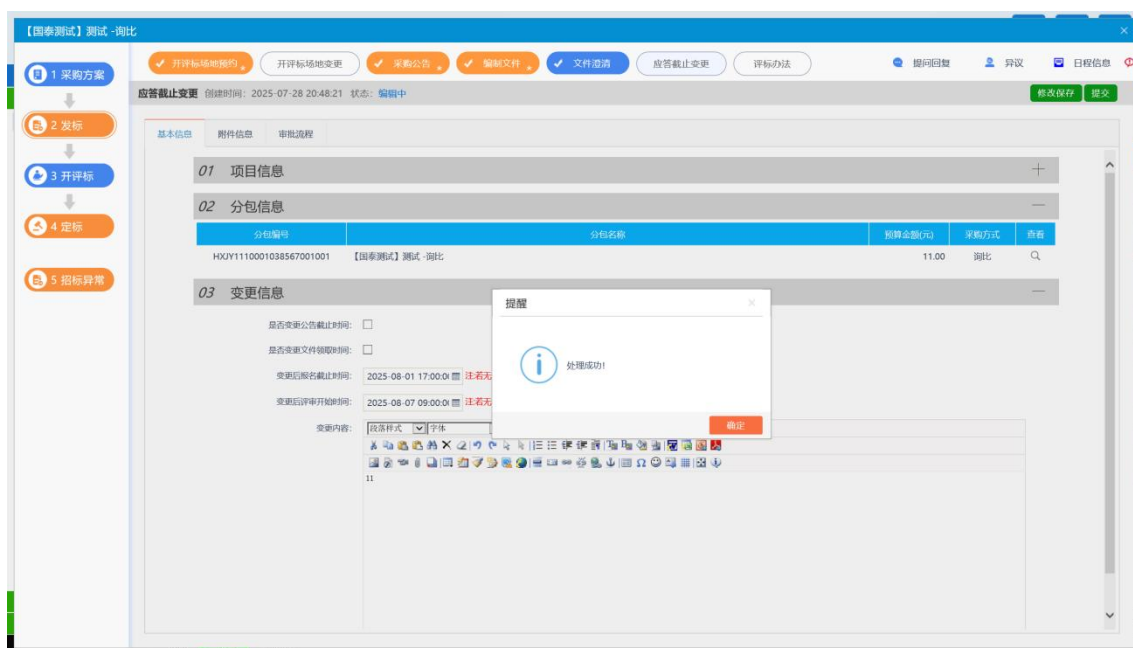 【国泰测试】测试 -询比
1 采购方案
2 发标
3 开评标
4 定标
5 招标异常
开评标场地预约
开评标场地变更
采购公告
编制文件
文件澄清
应答截止变更
评标办法
提问回复
异议
日程信息
应答截止变更 创建时间: 2025-07-28 20:48:21 状态: 编辑中
修改保存 提交
基本信息 附件信息 审批流程
01 项目信息
02 分包信息
分包编号 分包名称 预算金额(元) 采购方式 查看
HXJY1110001038567001001 【国泰测试】测试 -询比 11.00 询比
03 变更信息
是否变更公告截止时间:
是否变更文件领取时间:
变更后报名截止时间: 2025-08-01 17:00:0 注:若无
变更后评审开始时间: 2025-08-07 09:00:0 注:若无
变更内容: 段落样式 字体
11
提醒
处理成功!
确定